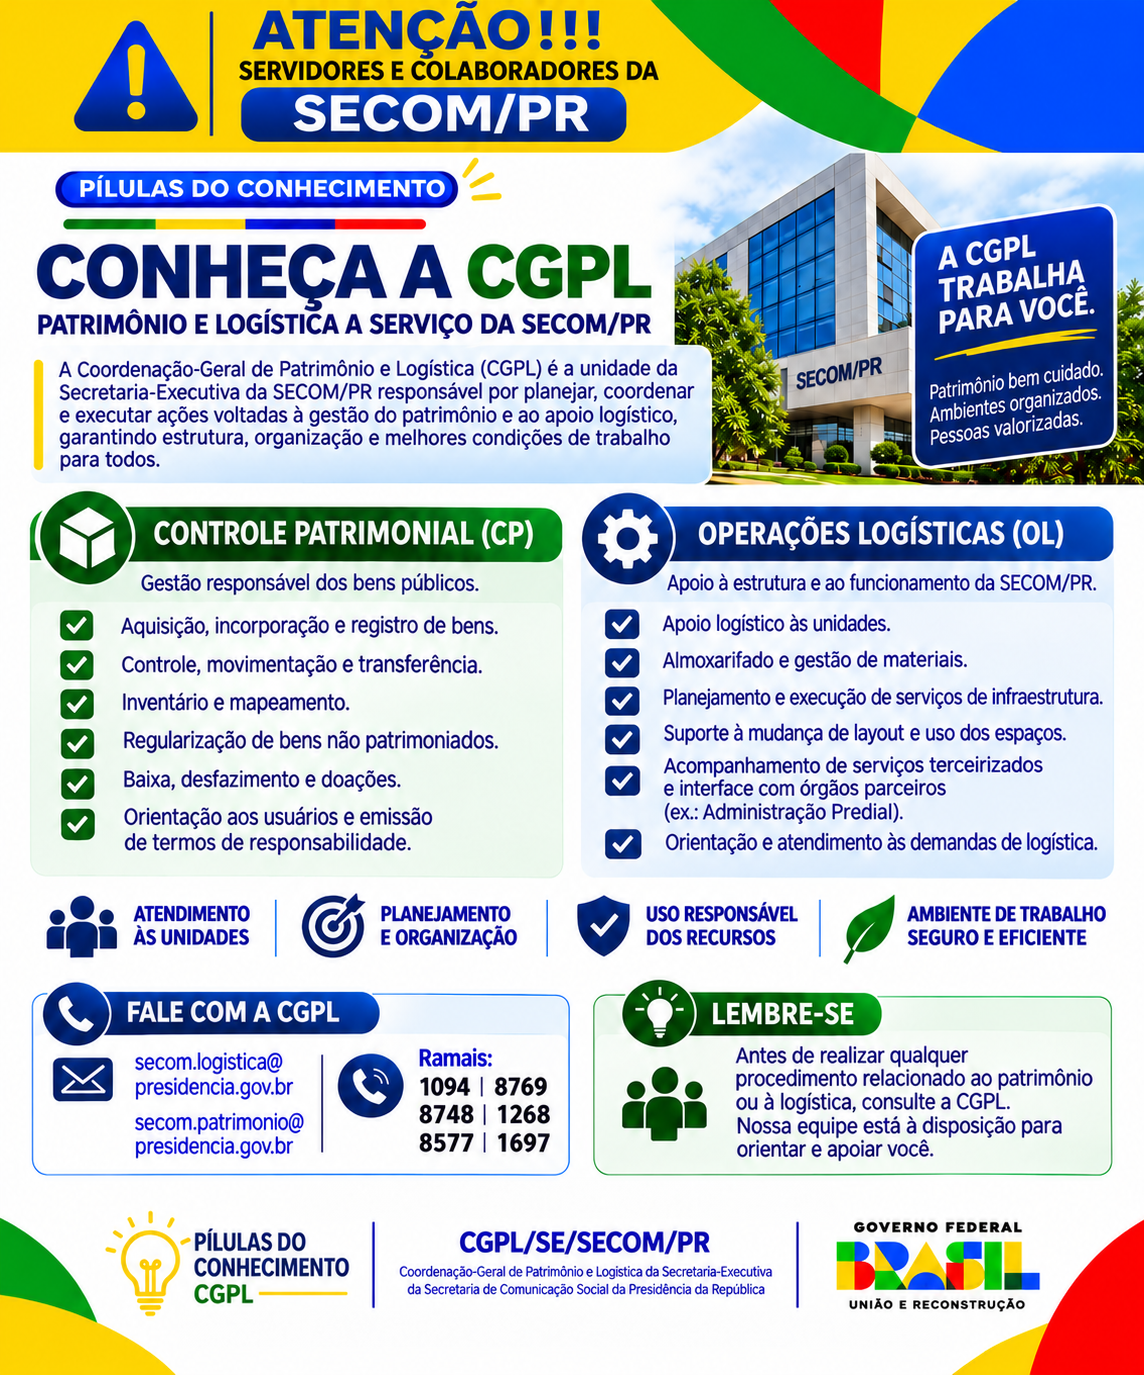 ATENÇÃO!!!
SERVIDORES E COLABORADORES DA
SECOM/PR
PÍLULAS DO CONHECIMENTO
CONHEÇA A CGPL
PATRIMÔNIO E LOGÍSTICA A SERVIÇO DA SECOM/PR
A Coordenação-Geral de Patrimônio e Logística (CGPL) é a unidade da
Secretaria-Executiva da SECOM/PR responsável por planejar, coordenar
e executar ações voltadas à gestão do patrimônio e ao apoio logístico,
garantindo estrutura, organização e melhores condições de trabalho
para todos.
SECOM/PR
A CGPL
TRABALHA
PARA VOCÊ.
Patrimônio bem cuidado.
Ambientes organizados.
Pessoas valorizadas.
CONTROLE PATRIMONIAL (CP)
Gestão responsável dos bens públicos.
Aquisição, incorporação e registro de bens.
Controle, movimentação e transferência.
Inventário e mapeamento.
Regularização de bens não patrimoniados.
Baixa, desfazimento e doações.
Orientação aos usuários e emissão
de termos de responsabilidade.
OPERAÇÕES LOGÍSTICAS (OL)
Apoio à estrutura e ao funcionamento da SECOM/PR.
Apoio logístico às unidades.
Almoxarifado e gestão de materiais.
Planejamento e execução de serviços de infraestrutura.
Suporte à mudança de layout e uso dos espaços.
Acompanhamento de serviços terceirizados
e interface com órgãos parceiros
(ex.: Administração Predial).
Orientação e atendimento às demandas de logística.
ATENDIMENTO
ÀS UNIDADES
PLANEJAMENTO
E ORGANIZAÇÃO
USO RESPONSÁVEL
DOS RECURSOS
AMBIENTE DE TRABALHO
SEGURO E EFICIENTE
FALE COM A CGPL
secom.logistica@
presidencia.gov.br
secom.patrimonio@
presidencia.gov.br
Ramais:
1094 | 8769
8748 | 1268
8577 | 1697
LEMBRE-SE
Antes de realizar qualquer
procedimento relacionado ao patrimônio
ou à logística, consulte a CGPL.
Nossa equipe está à disposição para
orientar e apoiar você.
PÍLULAS DO
CONHECIMENTO
CGPL
CGPL/SE/SECOM/PR
Coordenação-Geral de Patrimônio e Logística da Secretaria-Executiva
da Secretaria de Comunicação Social da Presidência da República
GOVERNO FEDERAL
BRASIL
UNIÃO E RECONSTRUÇÃO